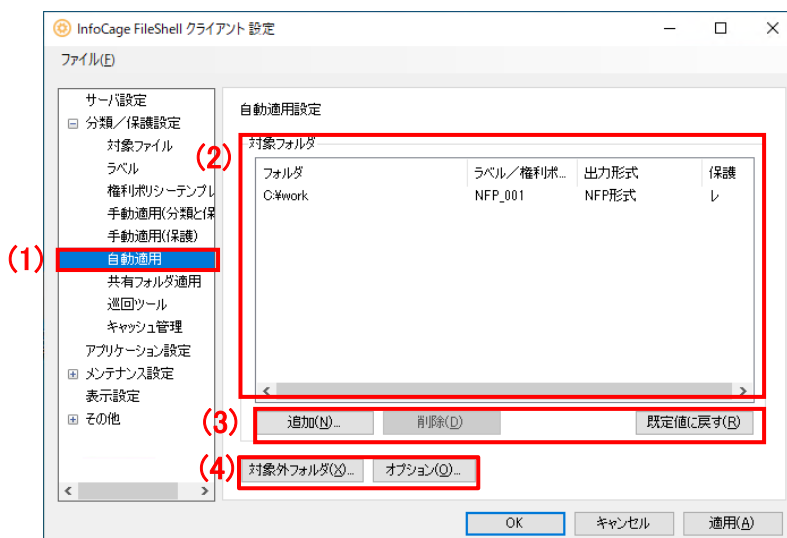 InfoCage FileShell クライアント 設定
ファイル(F)
サーバ設定
分類／保護設定
対象ファイル
ラベル
権利ポリシーテンプレ
手動適用(分類と保
手動適用(保護)
(1)
自動適用
共有フォルダ適用
巡回ツール
キャッシュ管理
アプリケーション設定
メンテナンス設定
表示設定
その他
自動適用設定
(2)
対象フォルダ
フォルダ ラベル／権利ポ... 出力形式 保護
C:¥work NFP_001 NFP形式 レ
(3)
追加(N)... 削除(D) 既定値に戻す(R)
(4)
対象外フォルダ(X)... オプション(O)...
OK キャンセル 適用(A)